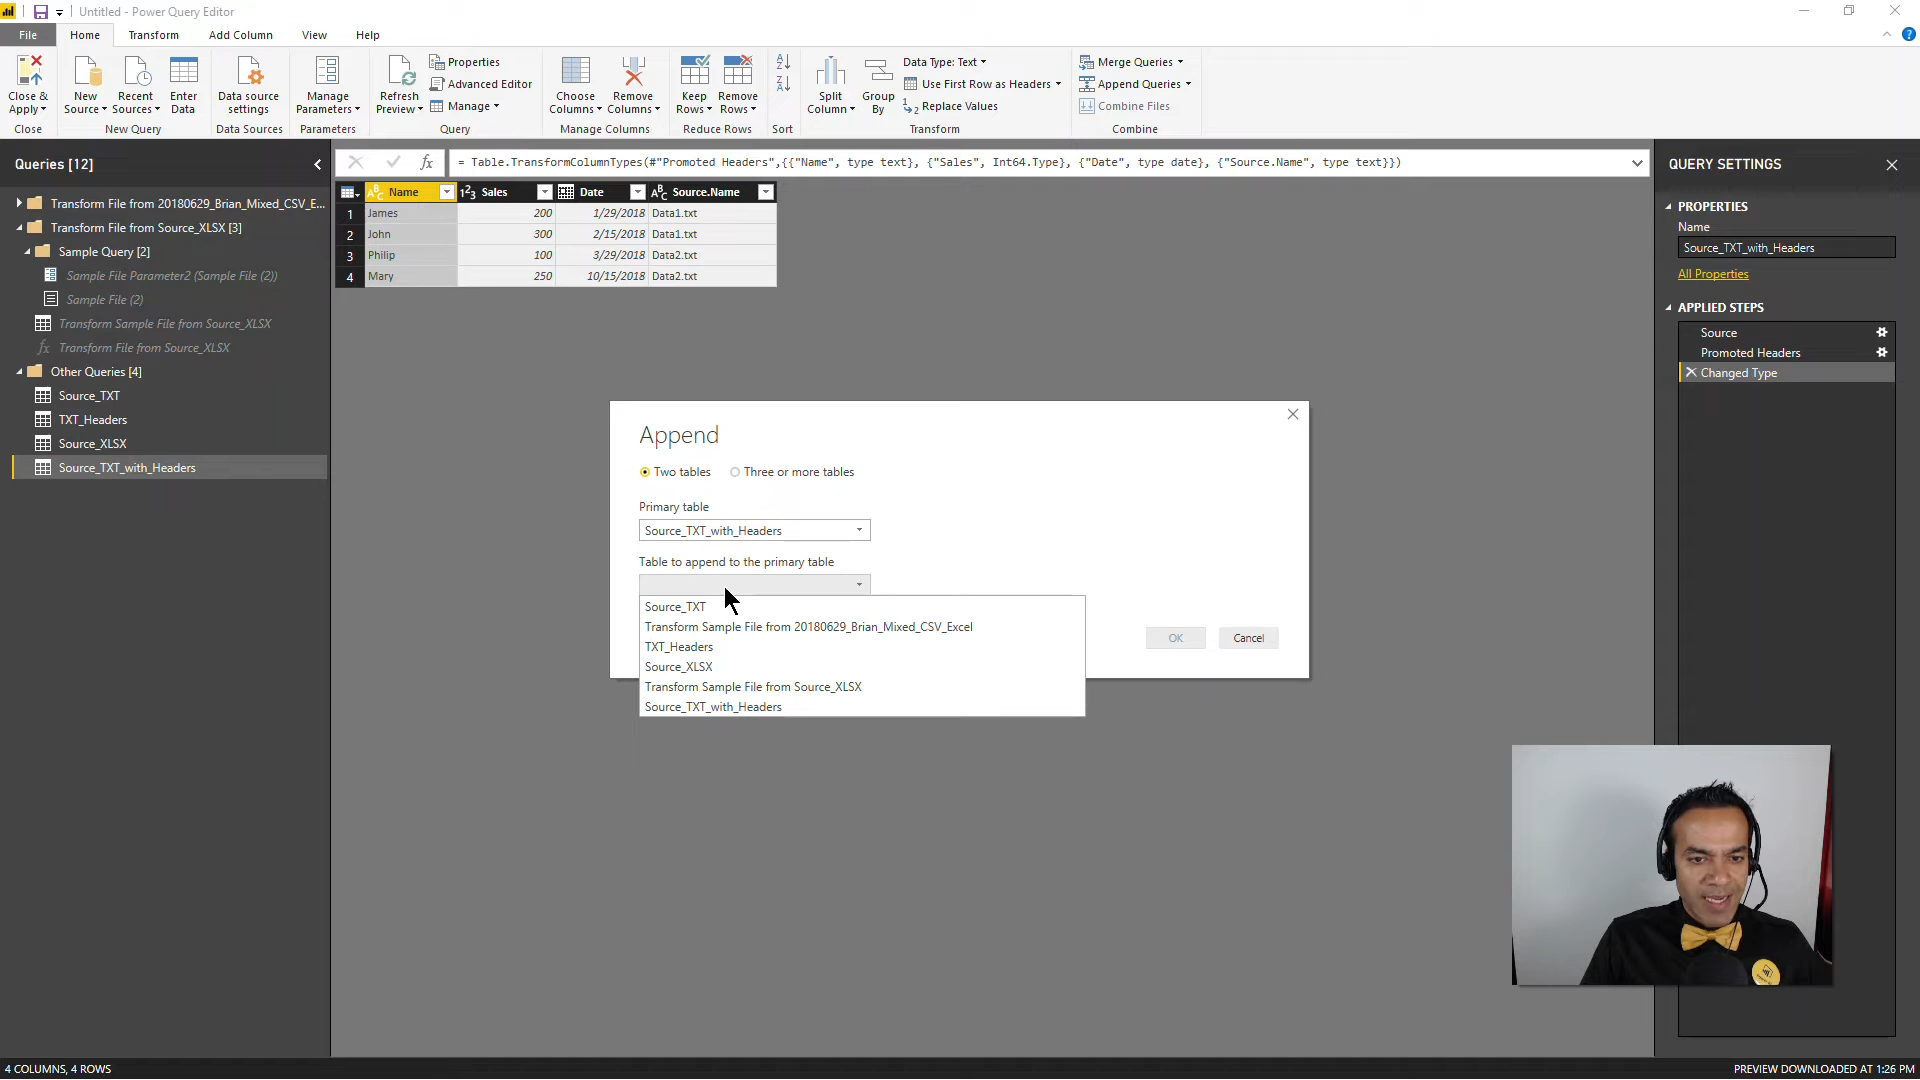 Untitled - Power Query Editor
File Home Transform Add Column View Help
Close & Apply
New Source
Recent Sources
Enter Data
Data source settings
Manage Parameters
Refresh Preview
Properties
Advanced Editor
Manage
Choose Columns
Remove Columns
Keep Rows
Remove Rows
Split Column
Group By
Data Type: Text
Use First Row as Headers
Replace Values
Merge Queries
Append Queries
Combine Files
Close New Query Data Sources Parameters Query Manage Columns Reduce Rows Sort Transform Combine
Queries [12]
Transform File from 20180629_Brian_Mixed_CSV_E...
Transform File from Source_XLSX [3]
Sample Query [2]
Sample File Parameter2 (Sample File (2))
Sample File (2)
Transform Sample File from Source_XLSX
fx Transform File from Source_XLSX
Other Queries [4]
Source_TXT
TXT_Headers
Source_XLSX
Source_TXT_with_Headers
fx = Table.TransformColumnTypes(#"Promoted Headers",{{"Name", type text}, {"Sales", Int64.Type}, {"Date", type date}, {"Source.Name", type text}})
ABC Name 123 Sales Date ABC Source.Name
1 James 200 1/29/2018 Data1.txt
2 John 300 2/15/2018 Data1.txt
3 Philip 100 3/29/2018 Data2.txt
4 Mary 250 10/15/2018 Data2.txt
Append
Two tables Three or more tables
Primary table
Source_TXT_with_Headers
Table to append to the primary table
Source_TXT
Transform Sample File from 20180629_Brian_Mixed_CSV_Excel
TXT_Headers
Source_XLSX
Transform Sample File from Source_XLSX
Source_TXT_with_Headers
OK Cancel
QUERY SETTINGS
PROPERTIES
Name
Source_TXT_with_Headers
All Properties
APPLIED STEPS
Source
Promoted Headers
Changed Type
4 COLUMNS, 4 ROWS
PREVIEW DOWNLOADED AT 1:26 PM